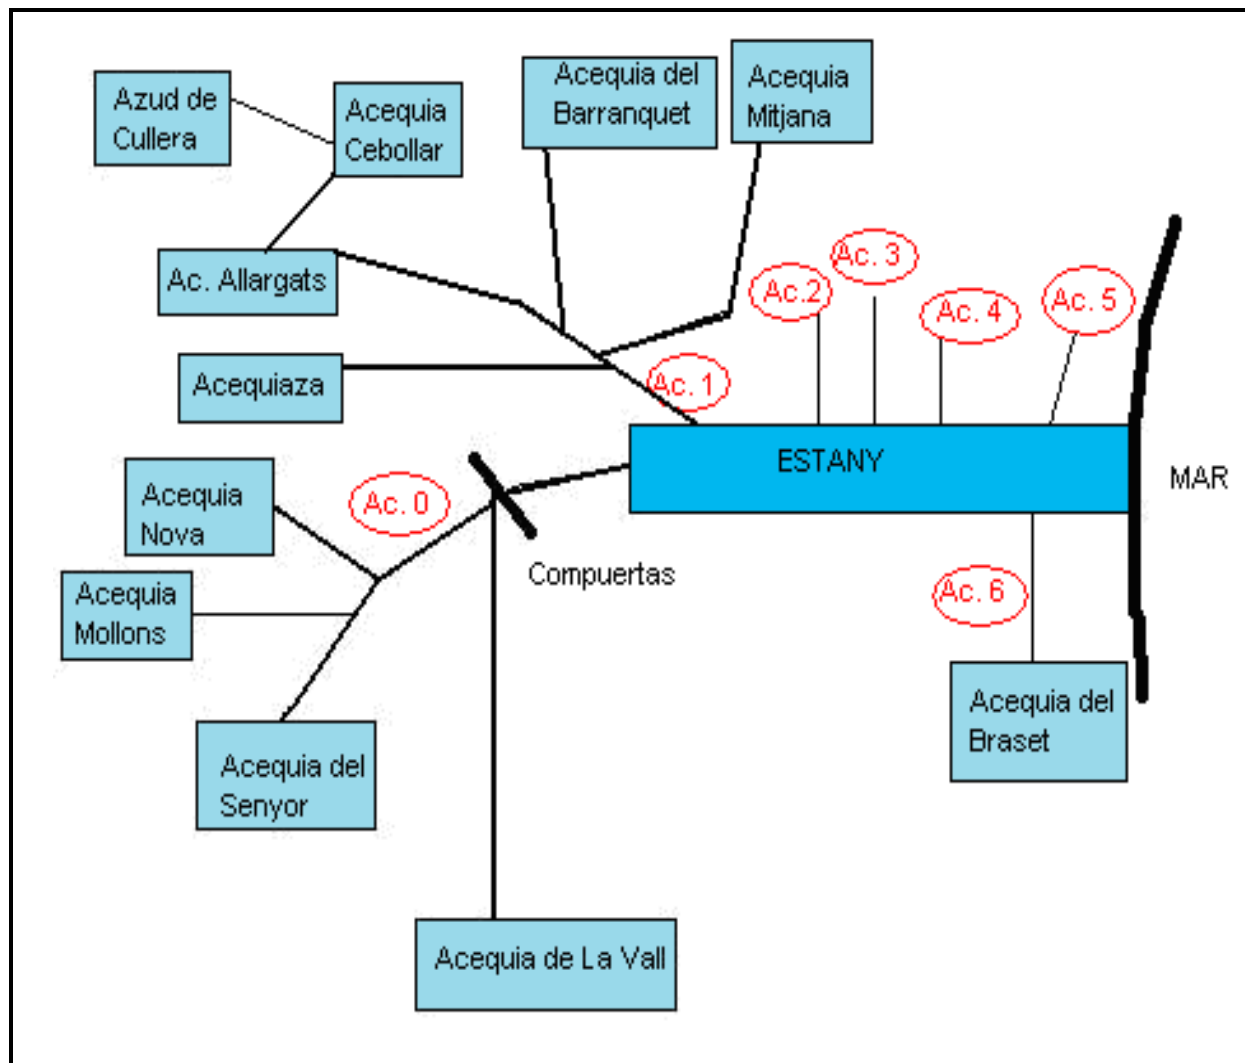 Azud de
Cullera
Acequia
Cebollar
Acequia del
Barranquet
Acequia
Mitjana
Ac. Allargats
Ac.2
Ac. 3
Ac. 4
Ac. 5
Acequiaza
Ac. 1
ESTANY
MAR
Acequia
Nova
Ac. 0
Compuertas
Acequia
Mollons
Ac. 6
Acequia del
Braset
Acequia del
Senyor
Acequia de La Vall